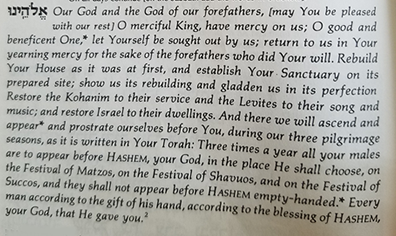 אֱלֹהֵינוּ Our God and the God of our forefathers, [may You be pleased
with our rest] O merciful King, have mercy on us; O good and
beneficent One,* let Yourself be sought out by us; return to us in Your
yearning mercy for the sake of the forefathers who did Your will. Rebuild
Your House as it was at first, and establish Your Sanctuary on its
prepared site; show us its rebuilding and gladden us in its perfection
Restore the Kohanim to their service and the Levites to their song and
music; and restore Israel to their dwellings. And there we will ascend and
appear* and prostrate ourselves before You, during our three pilgrimage
seasons, as it is written in Your Torah: Three times a year all your males
are to appear before HASHEM, your God, in the place He shall choose, on
the Festival of Matzos, on the Festival of Shavuos, and on the Festival of
Succos, and they shall not appear before HASHEM empty-handed.* Every
man according to the gift of his hand, according to the blessing of HASHEM,
your God, that He gave you.²